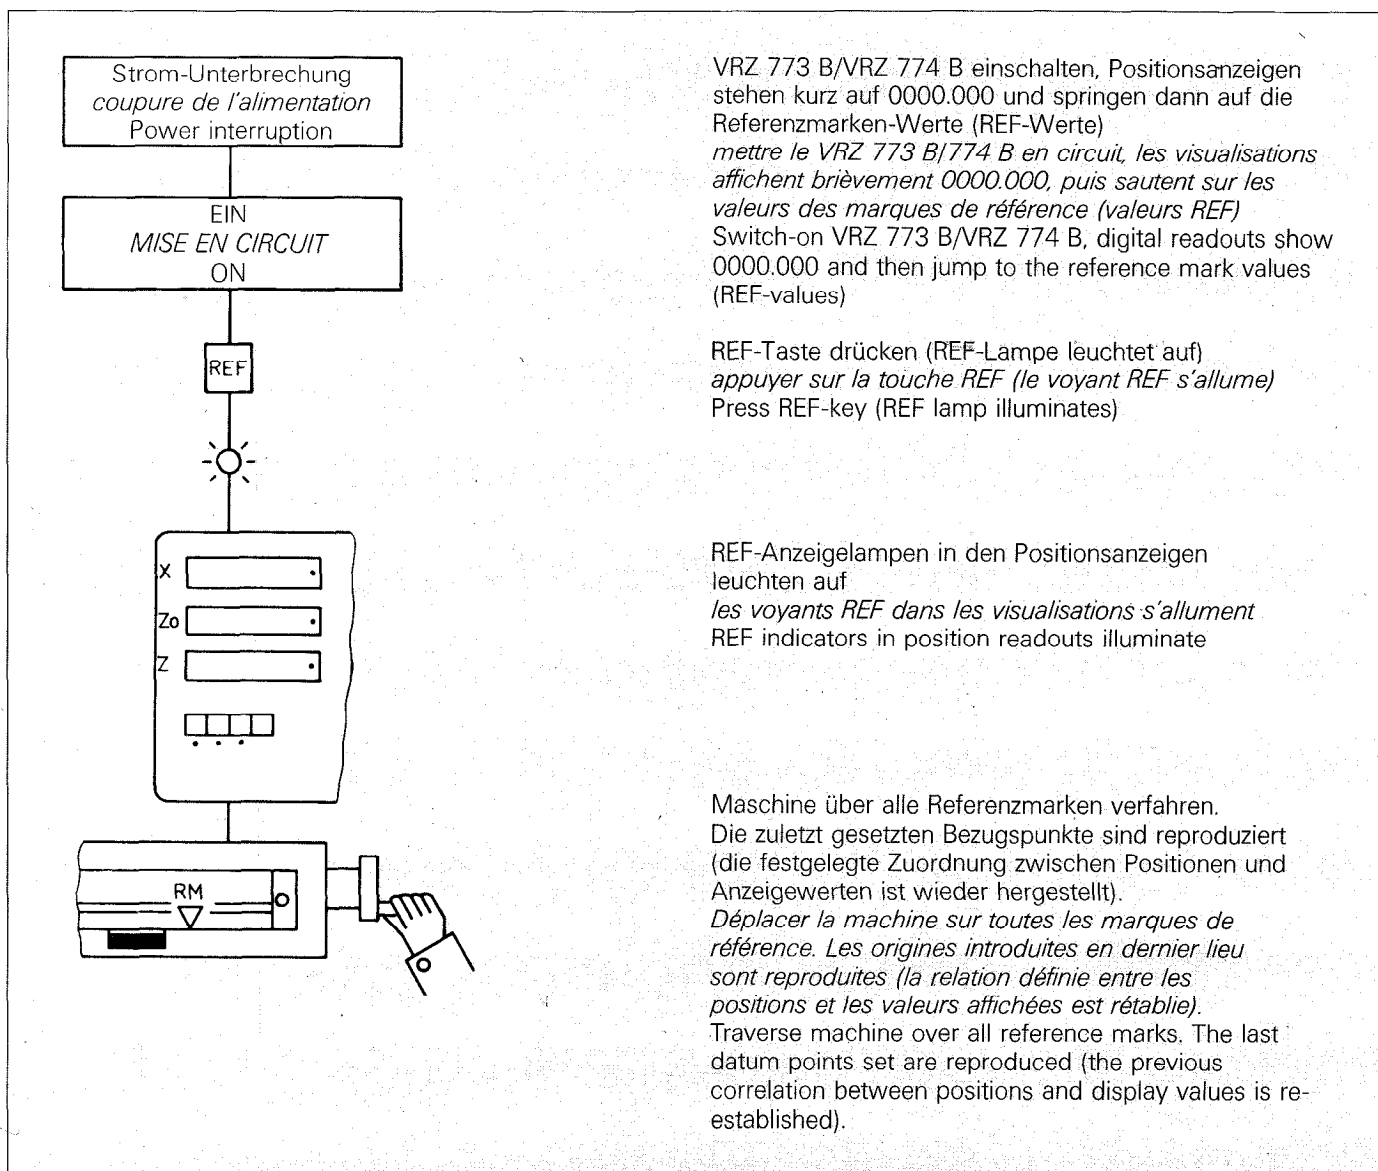 Strom-Unterbrechung
coupure de l'alimentation
Power interruption
EIN
MISE EN CIRCUIT
ON
REF
X
Zo
Z
RM
VRZ 773 B/VRZ 774 B einschalten, Positionsanzeigen
stehen kurz auf 0000.000 und springen dann auf die
Referenzmarken-Werte (REF-Werte)
mettre le VRZ 773 B/774 B en circuit, les visualisations
affichent brièvement 0000.000, puis sautent sur les
valeurs des marques de référence (valeurs REF)
Switch-on VRZ 773 B/VRZ 774 B, digital readouts show
0000.000 and then jump to the reference mark values
(REF-values)
REF-Taste drücken (REF-Lampe leuchtet auf)
appuyer sur la touche REF (le voyant REF s'allume)
Press REF-key (REF lamp illuminates)
REF-Anzeigelampen in den Positionsanzeigen
leuchten auf
les voyants REF dans les visualisations s'allument
REF indicators in position readouts illuminate
Maschine über alle Referenzmarken verfahren.
Die zuletzt gesetzten Bezugspunkte sind reproduziert
(die festgelegte Zuordnung zwischen Positionen und
Anzeigewerten ist wieder hergestellt).
Déplacer la machine sur toutes les marques de
référence. Les origines introduites en dernier lieu
sont reproduites (la relation définie entre les
positions et les valeurs affichées est rétablie).
Traverse machine over all reference marks. The last
datum points set are reproduced (the previous
correlation between positions and display values is re-
established).